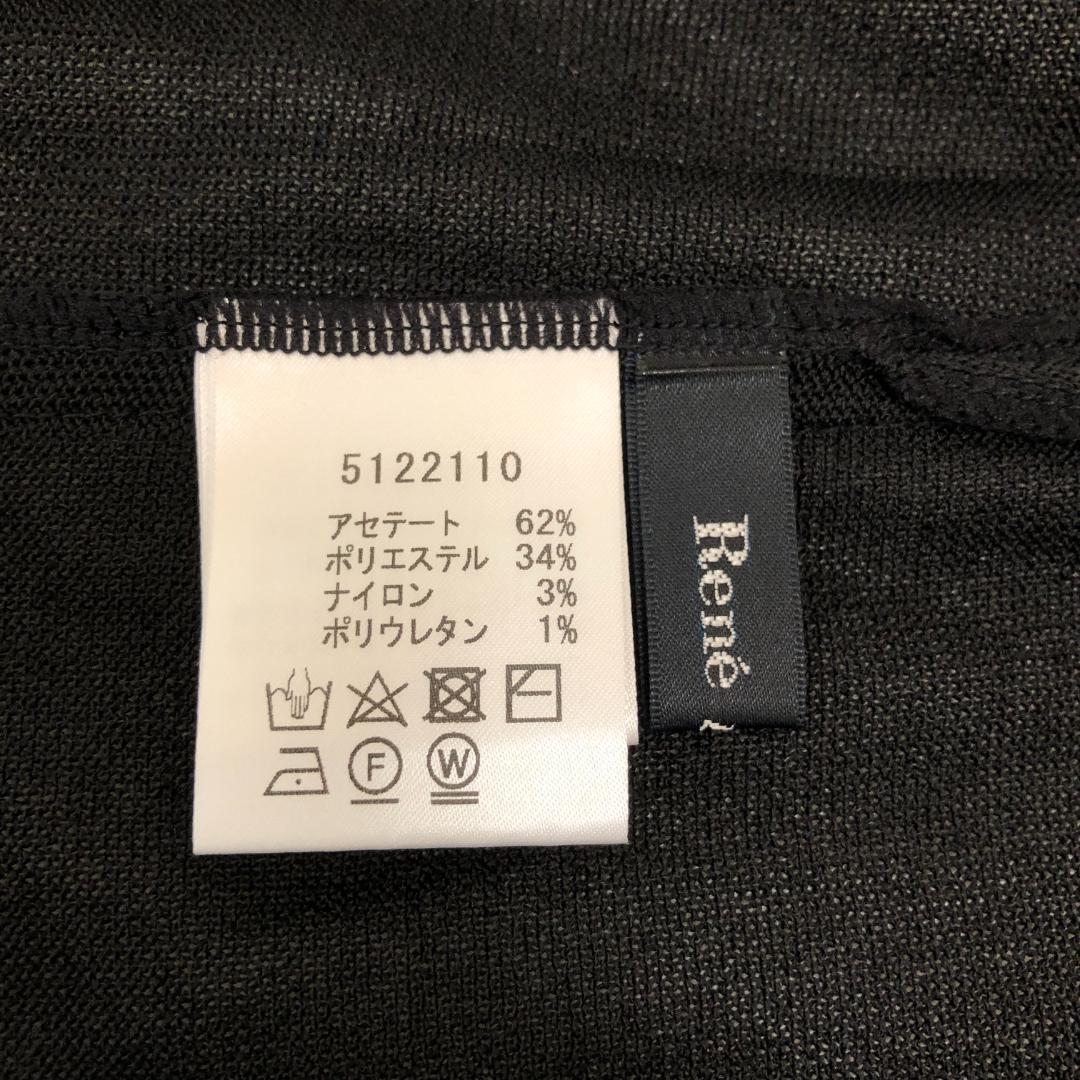 5122110
アセテート 62%
ポリエステル 34%
ナイロン 3%
ポリウレタン 1%
F
W
René